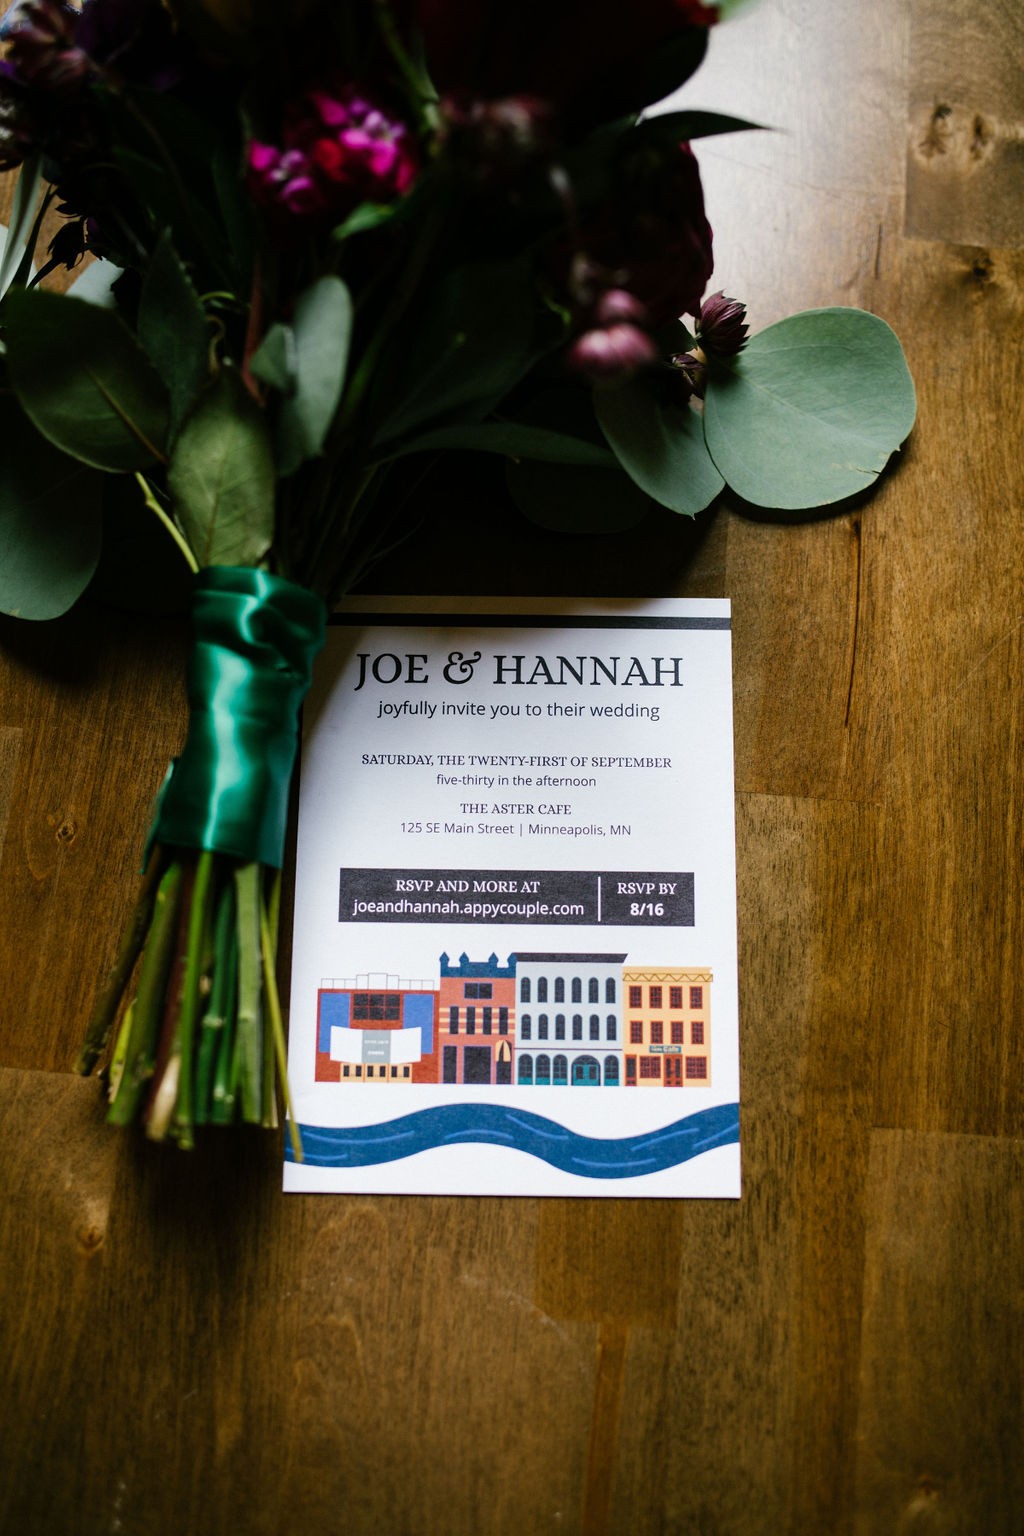 JOE & HANNAH
joyfully invite you to their wedding
SATURDAY, THE TWENTY-FIRST OF SEPTEMBER
five-thirty in the afternoon
THE ASTER CAFE
125 SE Main Street | Minneapolis, MN
RSVP AND MORE AT
joeandhannah.appycouple.com
RSVP BY
8/16
Cafe